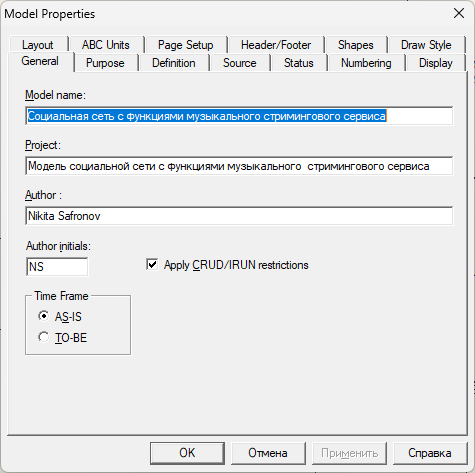 Model Properties
Layout ABC Units Page Setup Header/Footer Shapes Draw Style
General Purpose Definition Source Status Numbering Display
Model name:
Социальная сеть с функциями музыкального стримингового сервиса
Project:
Модель социальной сети с функциями музыкального  стримингового сервиса
Author :
Nikita Safronov
Author initials:
NS
Apply CRUD/IRUN restrictions
Time Frame
AS-IS
TO-BE
OK Отмена Применить Справка